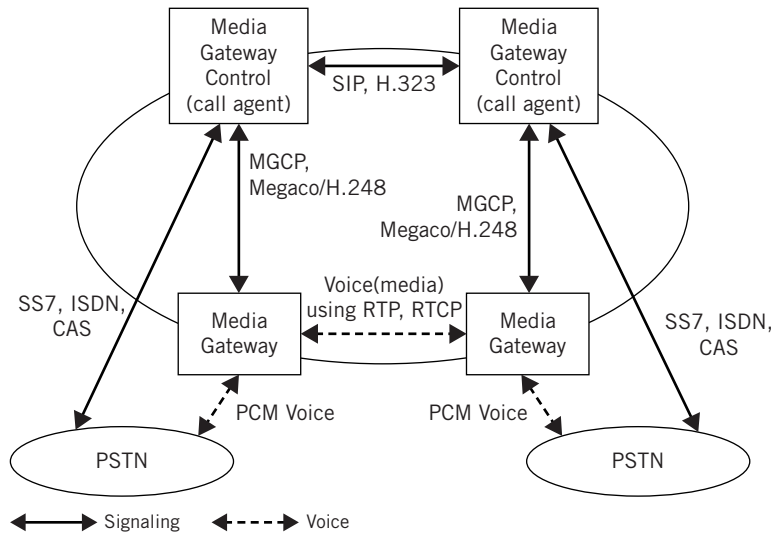 Media
Gateway
Control
(call agent)
Media
Gateway
Control
(call agent)
SIP, H.323
MGCP,
Megaco/H.248
MGCP,
Megaco/H.248
Voice(media)
using RTP, RTCP
SS7, ISDN,
CAS
Media
Gateway
Media
Gateway
SS7, ISDN,
CAS
PCM Voice
PCM Voice
PSTN
PSTN
Signaling
Voice